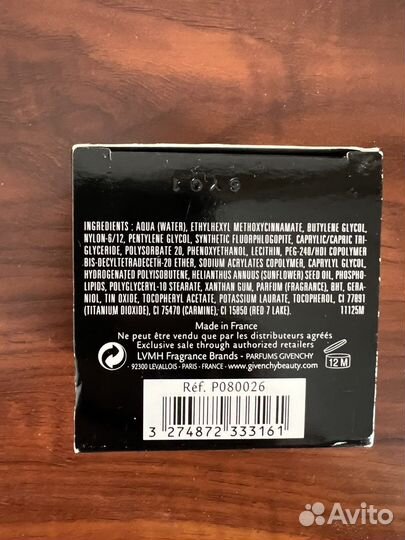 INGREDIENTS : AQUA (WATER), ETHYLHEXYL METHOXYCINNAMATE, BUTYLENE GLYCOL,
NYLON-6/12, PENTYLENE GLYCOL, SYNTHETIC FLUORPHLOGOPITE, CAPRYLIC/CAPRIC TRI-
GLYCERIDE, POLYSORBATE 20, PHENOXYETHANOL, LECITHIN, PEG-240/HDI COPOLYMER
BIS-DECYLTETRADECETH-20 ETHER, SODIUM ACRYLATES COPOLYMER, CAPRYLYL GLYCOL,
HYDROGENATED POLYISOBUTENE, HELIANTHUS ANNUUS (SUNFLOWER) SEED OIL, PHOSPHO-
LIPIDS, POLYGLYCERYL-10 STEARATE, XANTHAN GUM, PARFUM (FRAGRANCE), BHT, GERA-
NIOL, TIN OXIDE, TOCOPHERYL ACETATE, POTASSIUM LAURATE, TOCOPHEROL, CI 77891
(TITANIUM DIOXIDE), CI 75470 (CARMINE); CI 15850 (RED 7 LAKE). 11125M
Made in France
Ne peut être vendu que par les distributeurs agréés
Exclusive sale through authorized retailers
LVMH Fragrance Brands - PARFUMS GIVENCHY
92300 LEVALLOIS - PARIS - FRANCE - www.givenchybeauty.com
12 M
Réf. P080026
3 274872 333161
Avito